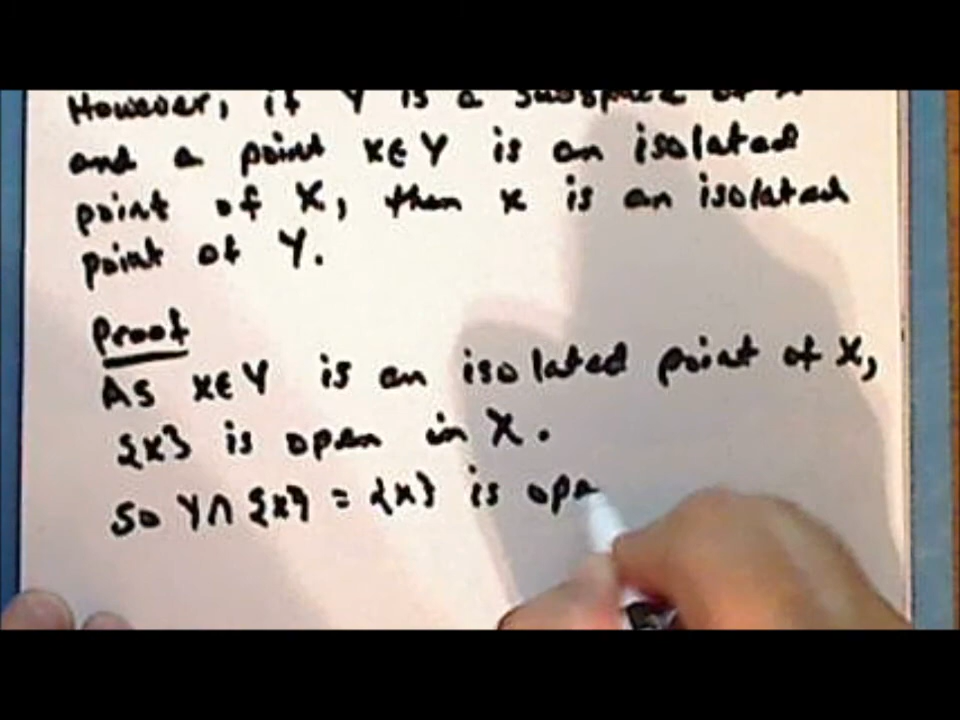 However, if Y is a subspace of X
and a point x∈Y is an isolated
point of X, then x is an isolated
point of Y.
Proof
As x∈Y is an isolated point of X,
{x} is open in X.
So Y∩{x} = {x} is ope